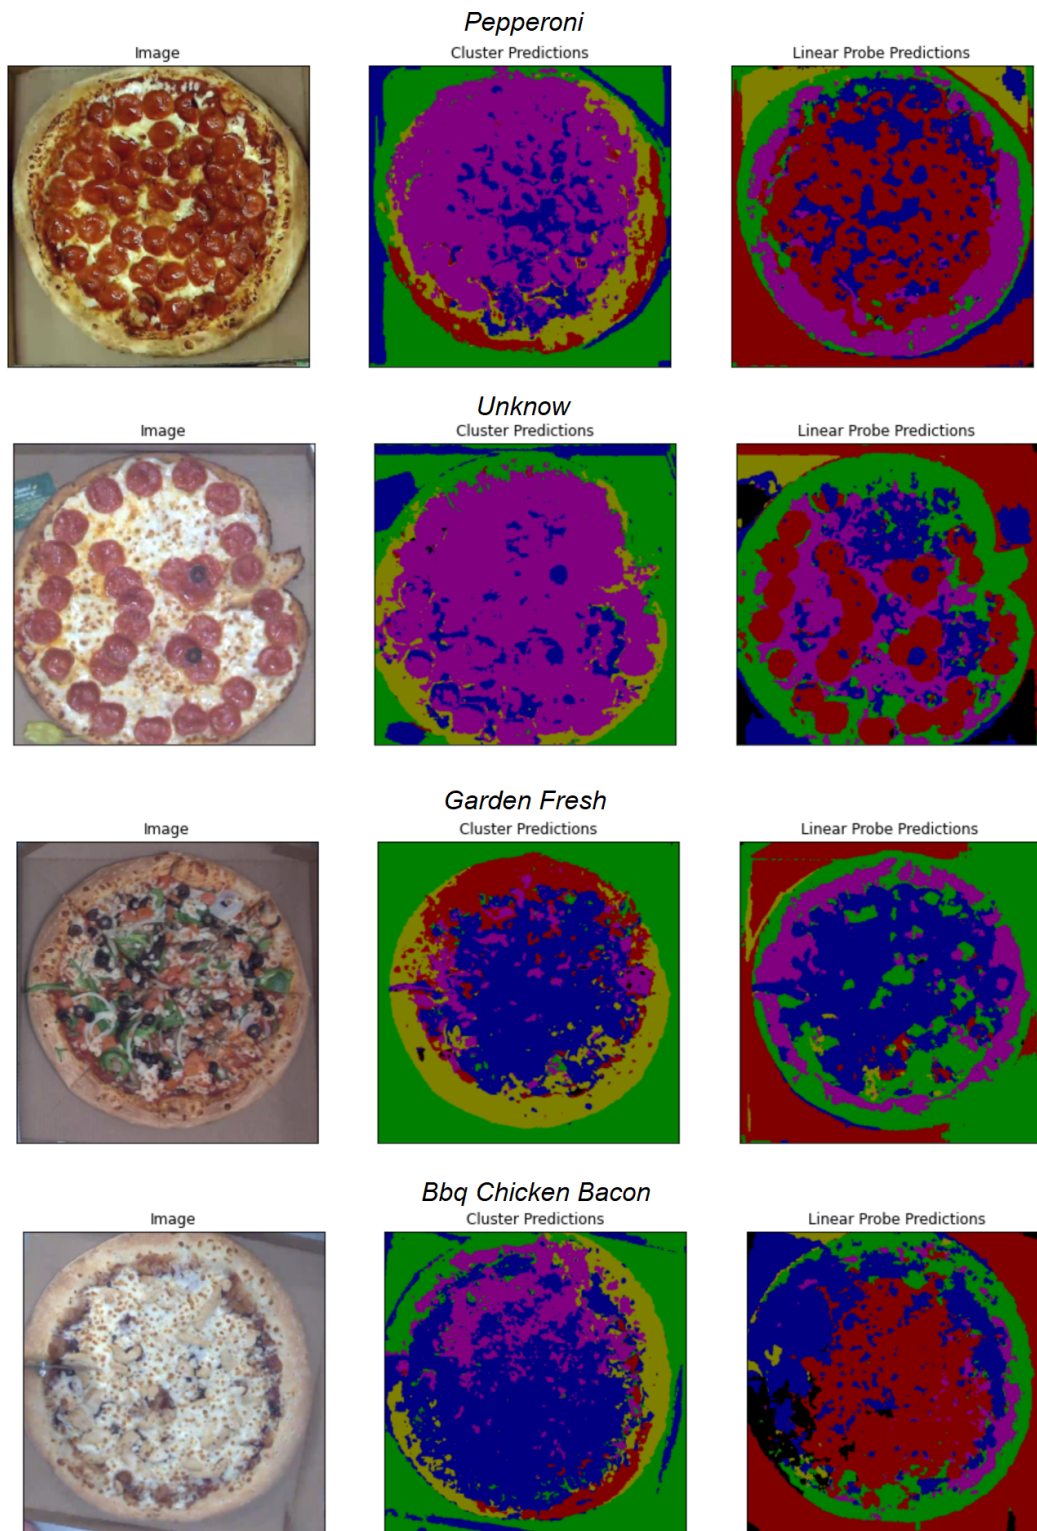 Pepperoni
Image
Cluster Predictions
Linear Probe Predictions
Unknow
Image
Cluster Predictions
Linear Probe Predictions
Garden Fresh
Image
Cluster Predictions
Linear Probe Predictions
Bbq Chicken Bacon
Image
Cluster Predictions
Linear Probe Predictions